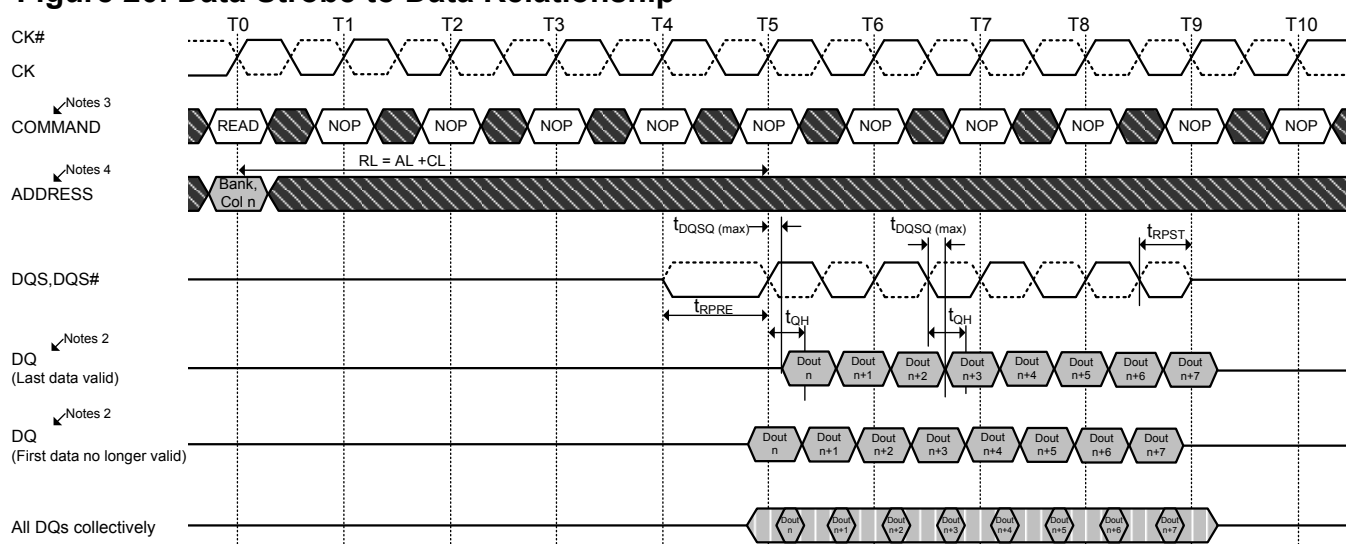 Figure 20. Data Strobe to Data Relationship
T0 T1 T2 T3 T4 T5 T6 T7 T8 T9 T10
CK#
CK
Notes 3
COMMAND
READ NOP NOP NOP NOP NOP NOP NOP NOP NOP NOP
RL = AL +CL
Notes 4
ADDRESS
Bank,
Col n
tDQSQ (max) tDQSQ (max) tRPST
DQS,DQS#
tRPRE tQH tQH
Notes 2
DQ
(Last data valid)
Dout Dout Dout Dout Dout Dout Dout Dout
n n+1 n+2 n+3 n+4 n+5 n+6 n+7
Notes 2
DQ
(First data no longer valid)
Dout Dout Dout Dout Dout Dout Dout Dout
n n+1 n+2 n+3 n+4 n+5 n+6 n+7
All DQs collectively
Dout Dout Dout Dout Dout Dout Dout Dout
n n+1 n+2 n+3 n+4 n+5 n+6 n+7